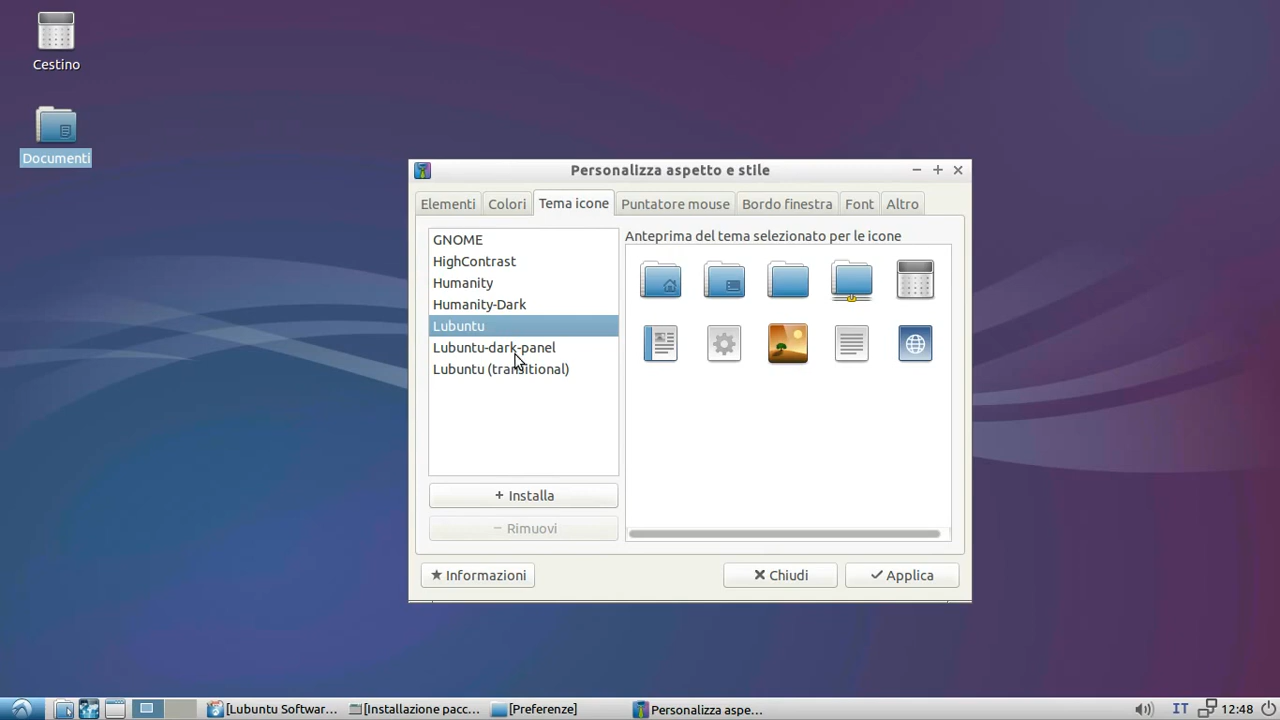 Cestino
Documenti
Personalizza aspetto e stile
Elementi Colori Tema icone Puntatore mouse Bordo finestra Font Altro
GNOME
HighContrast
Humanity
Humanity-Dark
Lubuntu
Lubuntu-dark-panel
Lubuntu (transitional)
Anteprima del tema selezionato per le icone
+ Installa
− Rimuovi
Informazioni
Chiudi
Applica
[Lubuntu Softwar... [Installazione pacc... [Preferenze] Personalizza aspe... IT 12:48